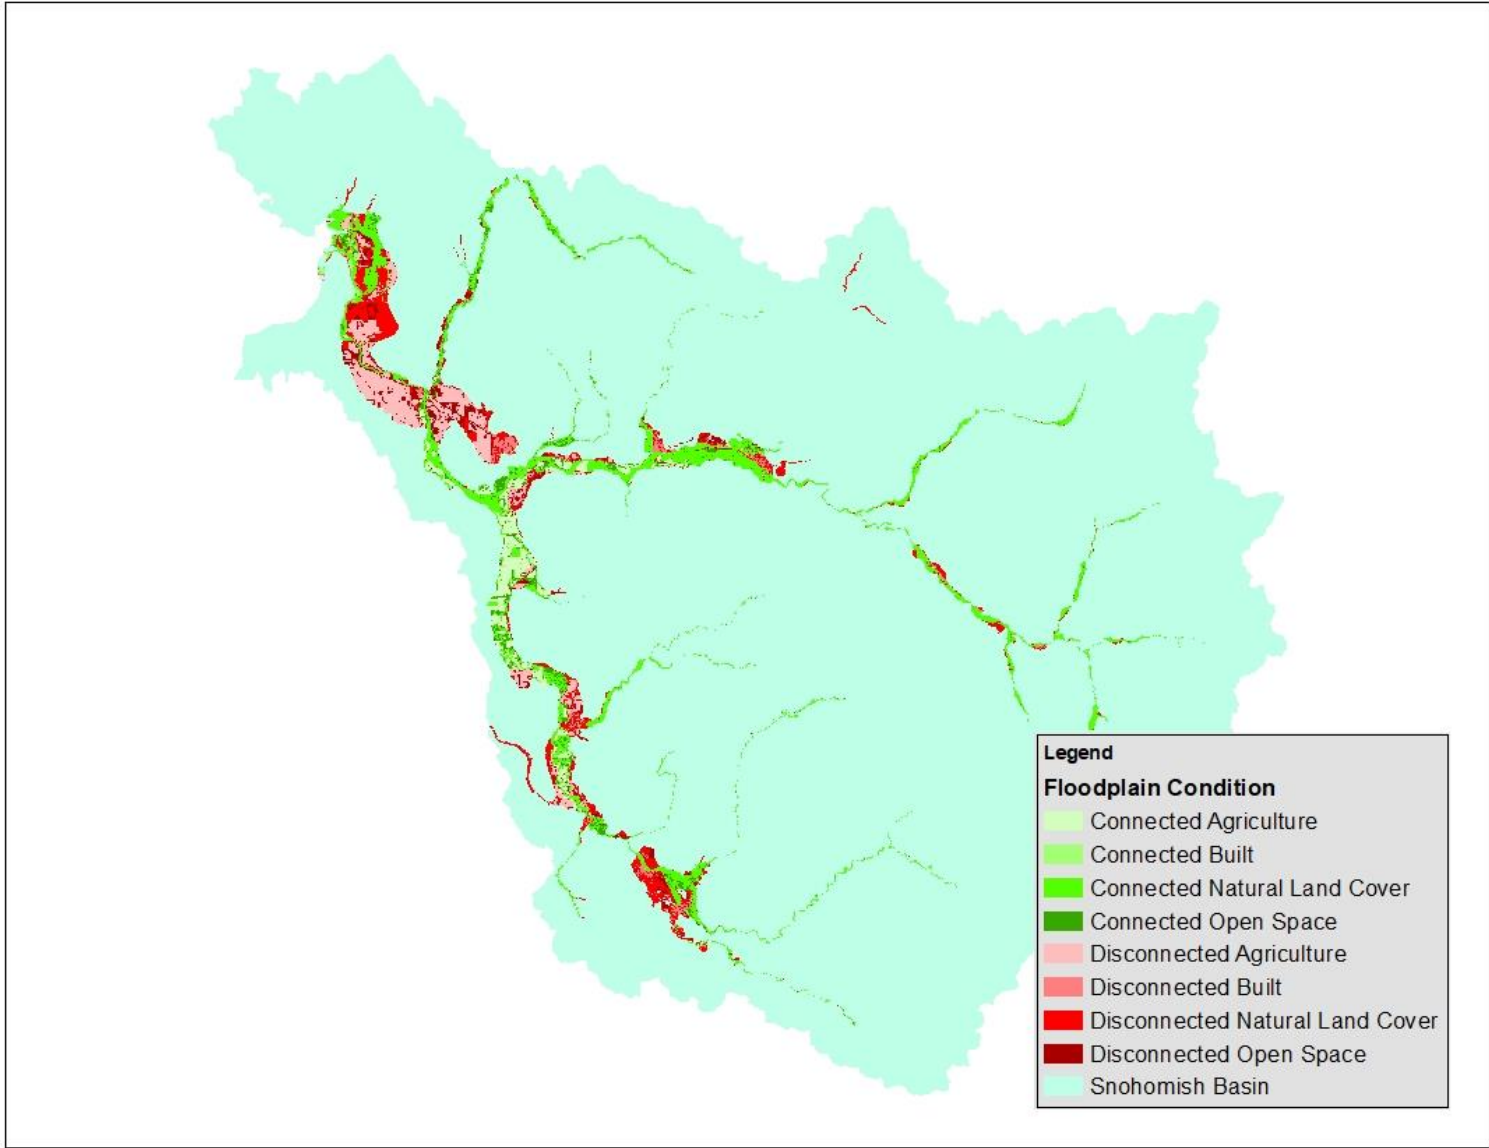 Legend
Floodplain Condition
Connected Agriculture
Connected Built
Connected Natural Land Cover
Connected Open Space
Disconnected Agriculture
Disconnected Built
Disconnected Natural Land Cover
Disconnected Open Space
Snohomish Basin